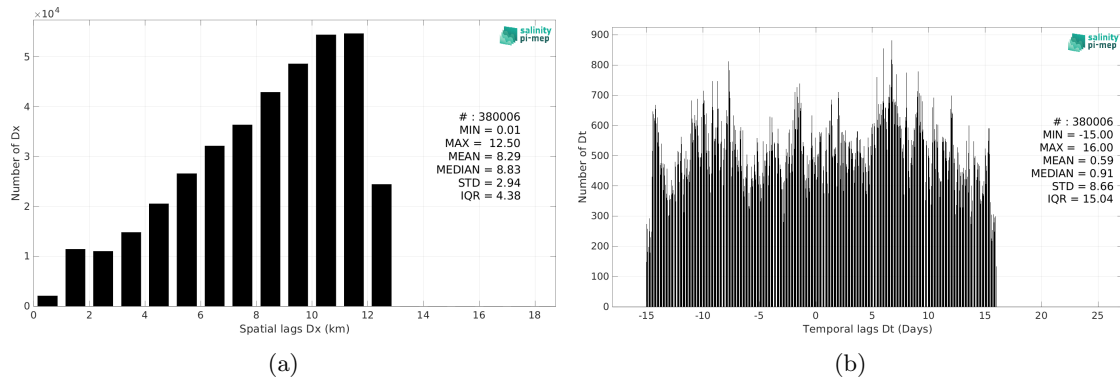 ×10⁴
5
4
3
2
1
0
Number of Dx
0 2 4 6 8 10 12 14 16 18
Spatial lags Dx (km)
salinity
pi-mep
# : 380006
MIN = 0.01
MAX = 12.50
MEAN = 8.29
MEDIAN = 8.83
STD = 2.94
IQR = 4.38
(a)
900
800
700
600
500
400
300
200
100
0
Number of Dt
-15 -10 -5 0 5 10 15 20 25
Temporal lags Dt (Days)
salinity
pi-mep
# : 380006
MIN = -15.00
MAX = 16.00
MEAN = 0.59
MEDIAN = 0.91
STD = 8.66
IQR = 15.04
(b)